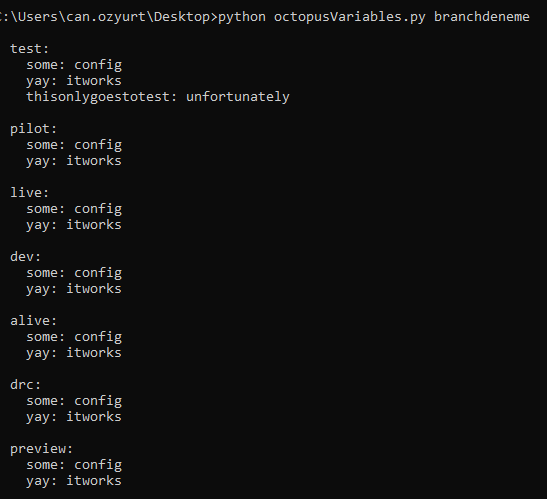 C:\Users\can.ozyurt\Desktop>python octopusVariables.py branchdeneme
test:
some: config
yay: itworks
thisonlygoestotest: unfortunately
pilot:
some: config
yay: itworks
live:
some: config
yay: itworks
dev:
some: config
yay: itworks
alive:
some: config
yay: itworks
drc:
some: config
yay: itworks
preview:
some: config
yay: itworks